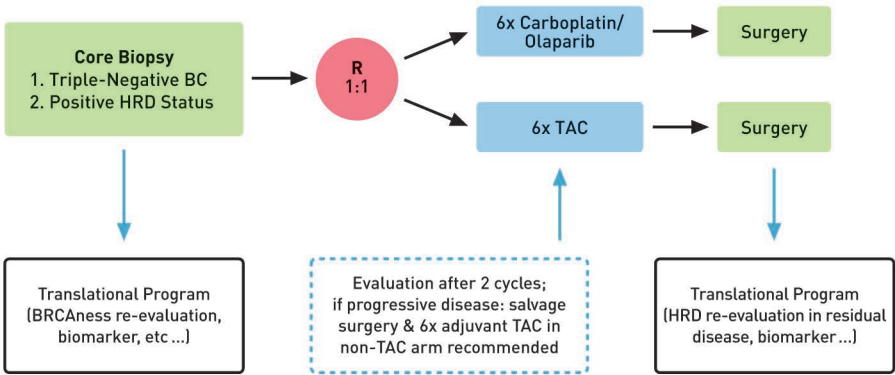 Core Biopsy
1. Triple-Negative BC
2. Positive HRD Status
R
1:1
6x Carboplatin/
Olaparib
Surgery
6x TAC
Surgery
Translational Program
(BRCAness re-evaluation,
biomarker, etc ...)
Evaluation after 2 cycles;
if progressive disease: salvage
surgery & 6x adjuvant TAC in
non-TAC arm recommended
Translational Program
(HRD re-evaluation in residual
disease, biomarker ...)